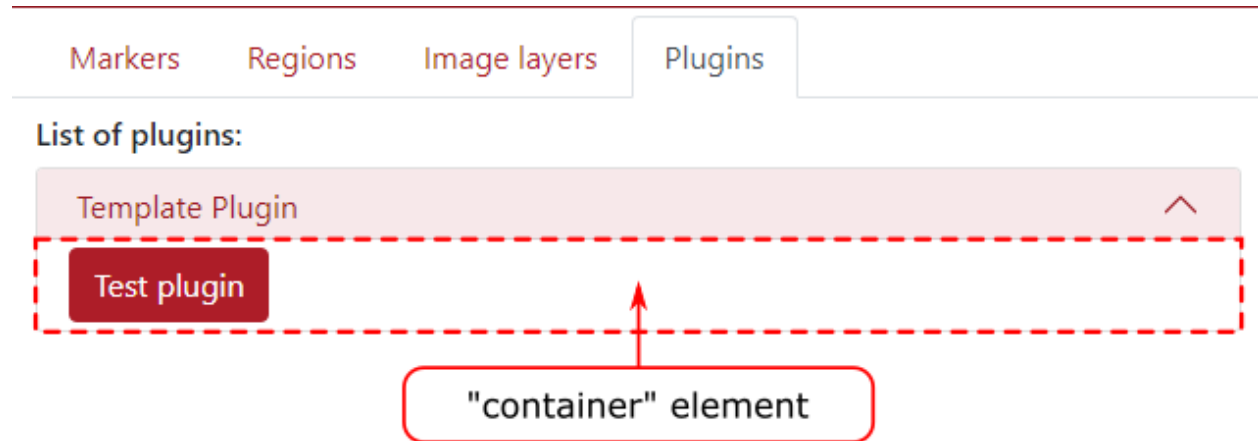 Markers Regions Image layers Plugins
List of plugins:
Template Plugin
Test plugin
"container" element